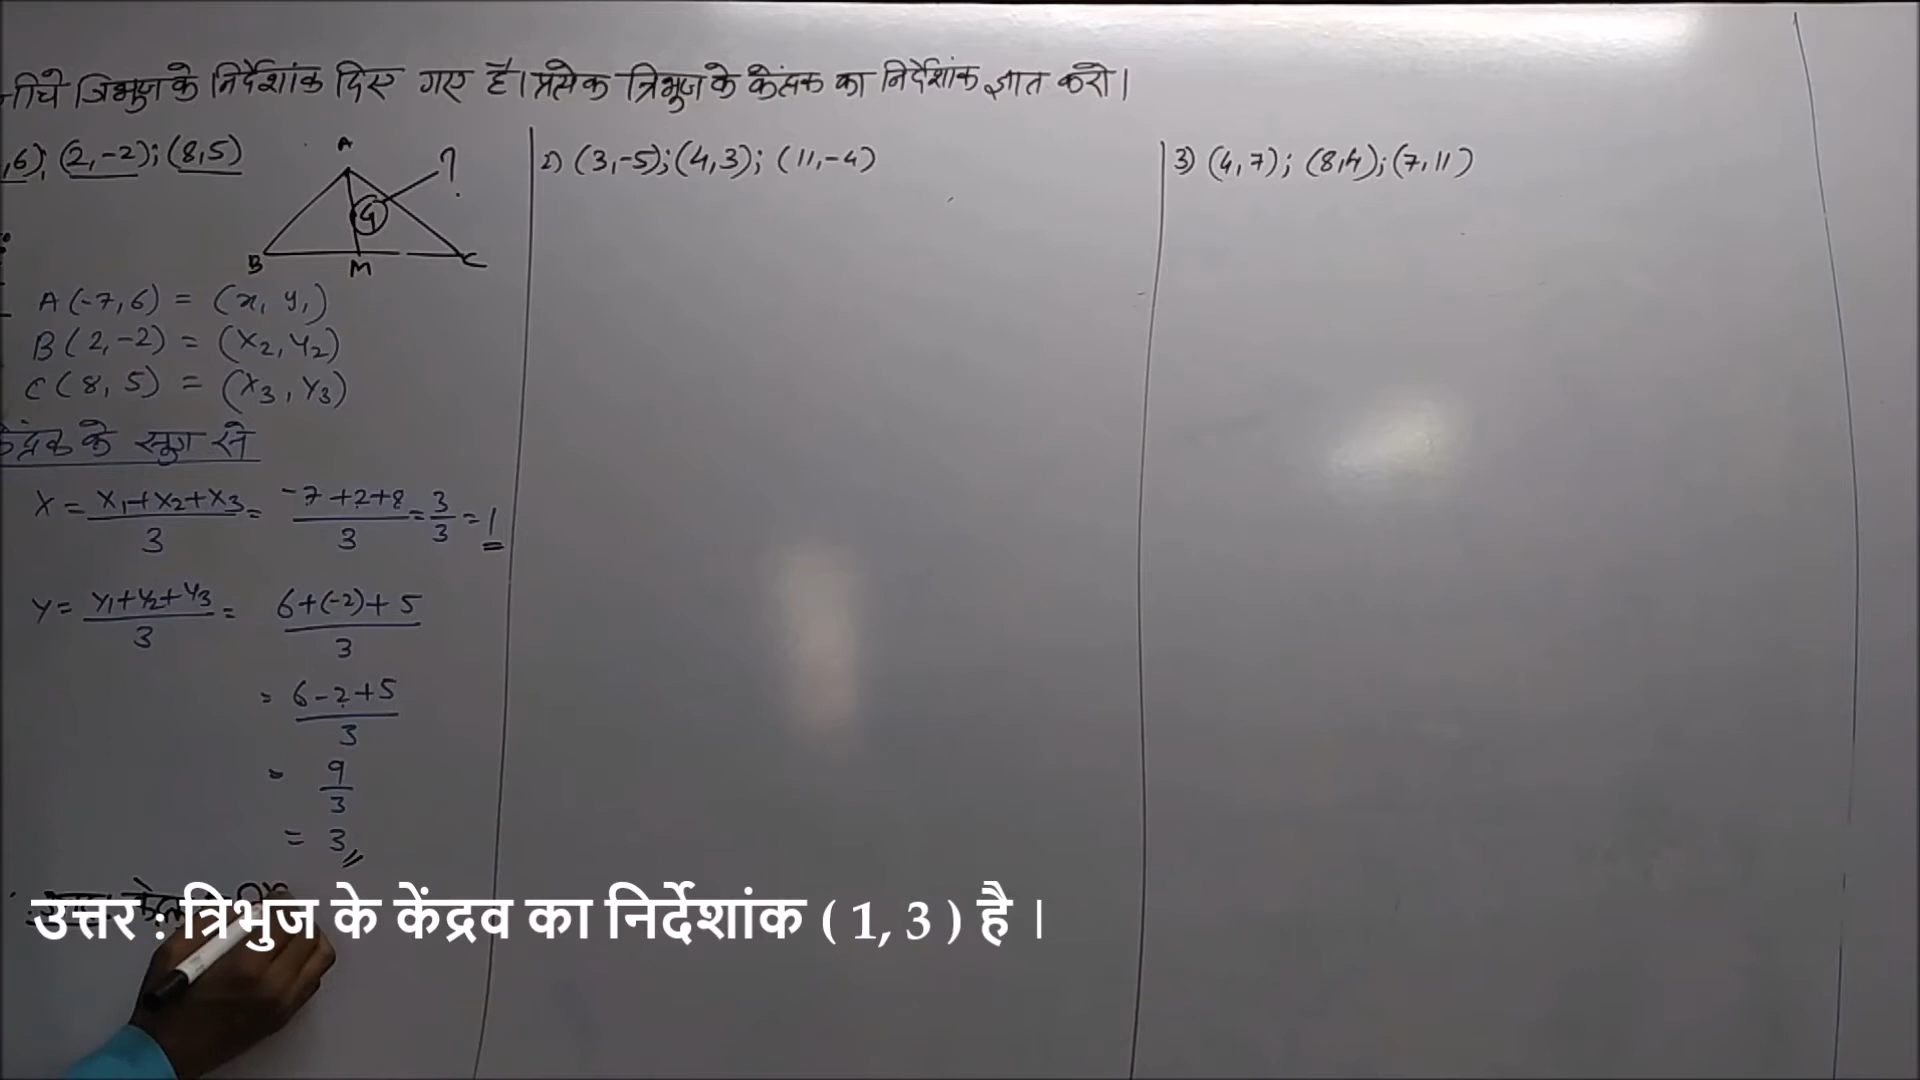 नीचे त्रिभुज के निर्देशांक दिए गए है। प्रत्येक त्रिभुज के केंद्रक का निर्देशांक ज्ञात करो।
,6); (2,-2); (8,5)
A
?
G
B
M
C
A(-7,6) = (x₁ y₁)
B(2,-2) = (x₂,y₂)
C(8,5) = (x₃,y₃)
केंद्रक के सूत्र से
X = x₁+x₂+x₃/3 = -7+2+8/3 = 3/3 = 1
Y = y₁+y₂+y₃/3 = 6+(-2)+5/3
= 6-2+5/3
= 9/3
= 3
2) (3,-5); (4,3); (11,-4)
3) (4,7); (8,4); (7,11)
उत्तर : त्रिभुज के केंद्रव का निर्देशांक ( 1, 3 ) है ।